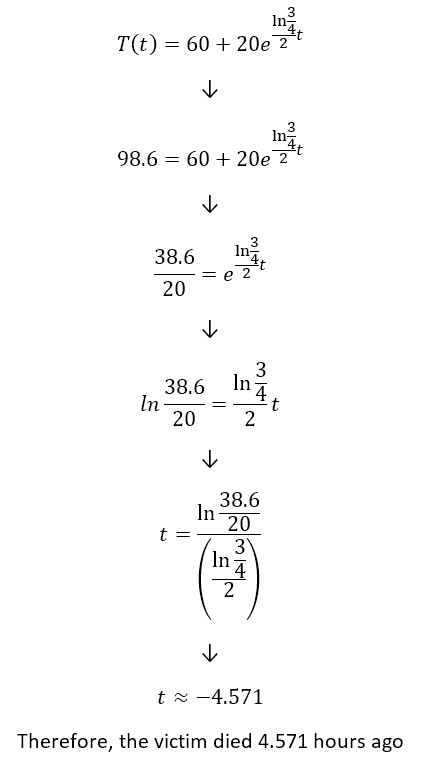 T(t) = 60 + 20e^{\frac{\ln\frac{3}{4}}{2}t}
↓
98.6 = 60 + 20e^{\frac{\ln\frac{3}{4}}{2}t}
↓
\frac{38.6}{20} = e^{\frac{\ln\frac{3}{4}}{2}t}
↓
ln\frac{38.6}{20} = \frac{\ln\frac{3}{4}}{2}t
↓
t = \frac{\ln\frac{38.6}{20}}{\left(\frac{\ln\frac{3}{4}}{2}\right)}
↓
t ≈ −4.571
Therefore, the victim died 4.571 hours ago